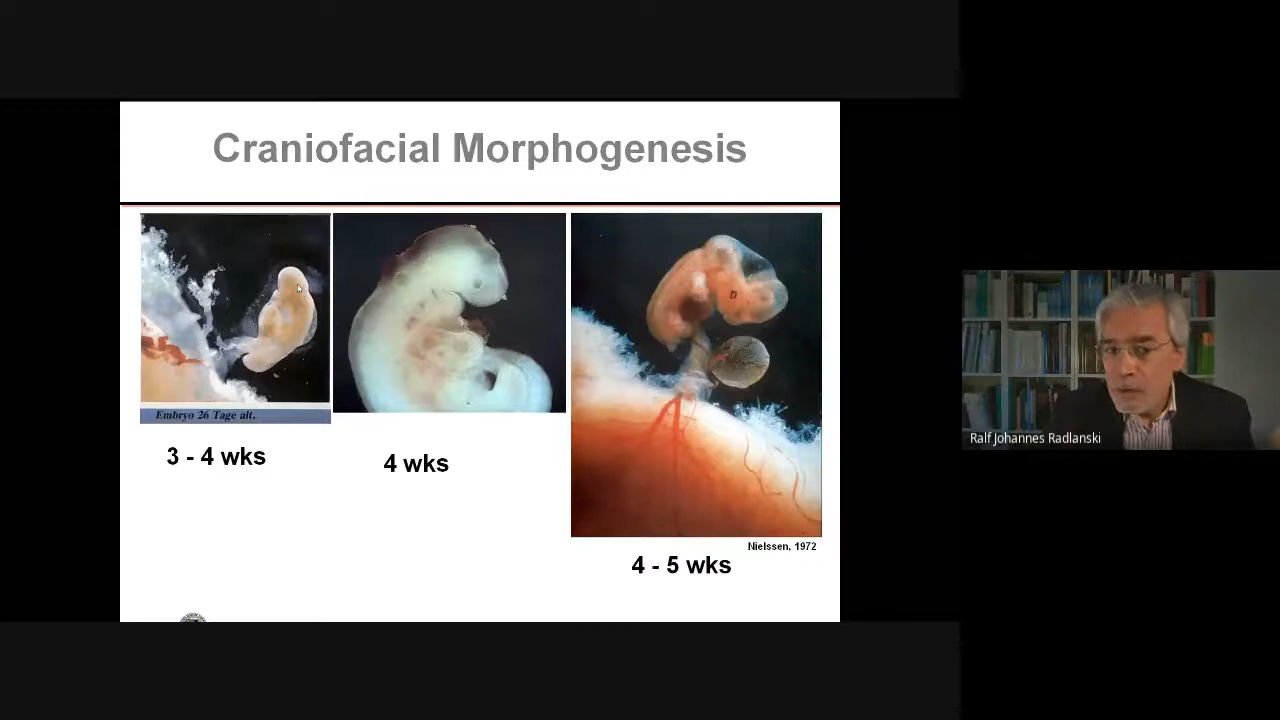 Craniofacial Morphogenesis
Embryo 26 Tage alt.
3 - 4 wks
4 wks
Nielssen, 1972
4 - 5 wks
Ralf Johannes Radlanski